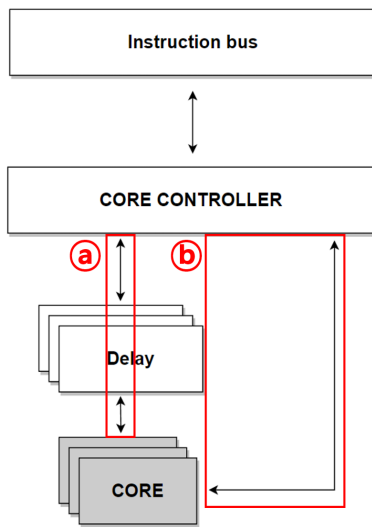 Instruction bus
CORE CONTROLLER
ⓐ ⓑ
Delay
CORE